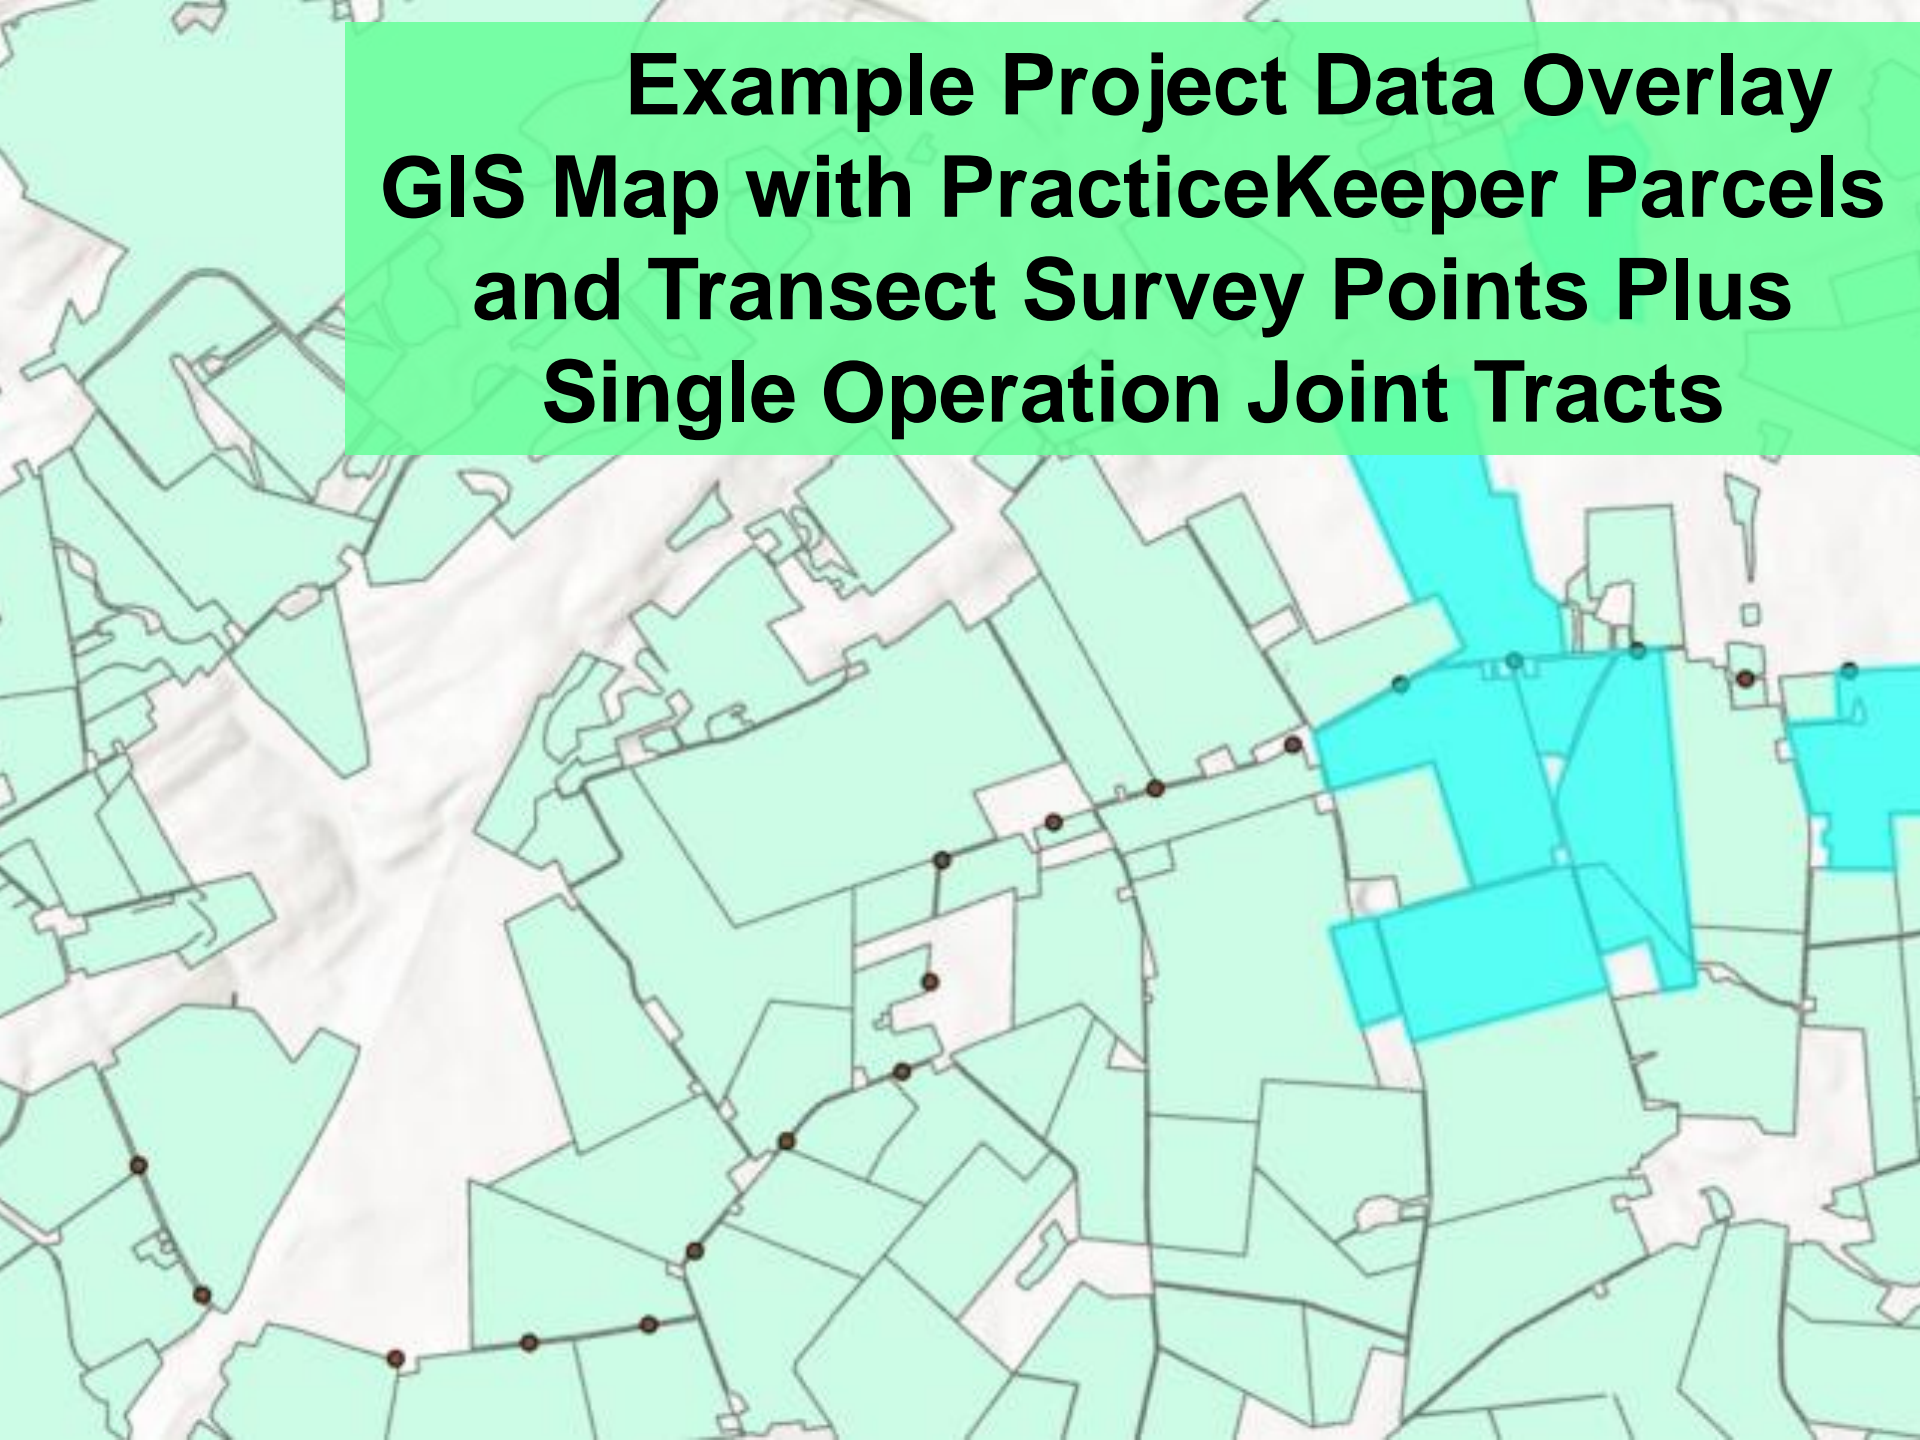 Example Project Data Overlay
GIS Map with PracticeKeeper Parcels
and Transect Survey Points Plus
Single Operation Joint Tracts